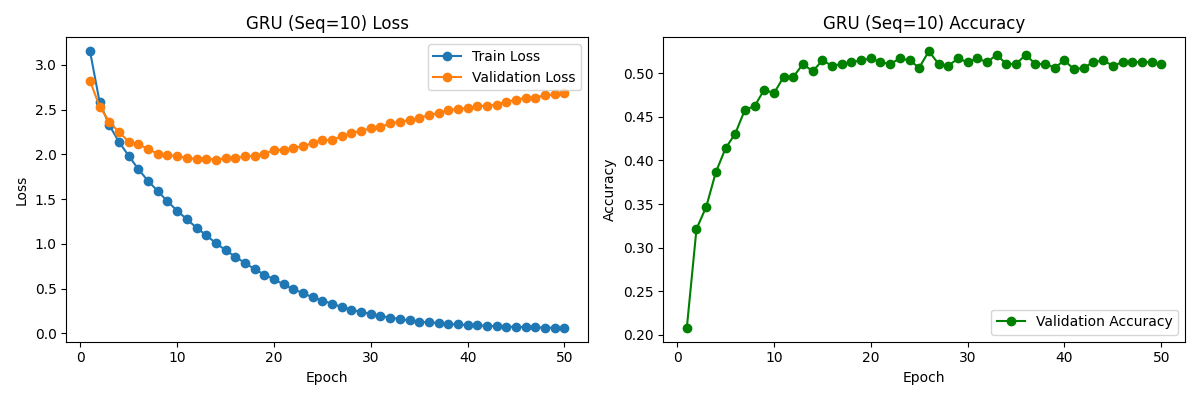 GRU (Seq=10) Loss
Train Loss
Validation Loss
3.0
2.5
2.0
1.5
1.0
0.5
0.0
Loss
0 10 20 30 40 50
Epoch
GRU (Seq=10) Accuracy
0.50
0.45
0.40
0.35
0.30
0.25
0.20
Accuracy
Validation Accuracy
0 10 20 30 40 50
Epoch